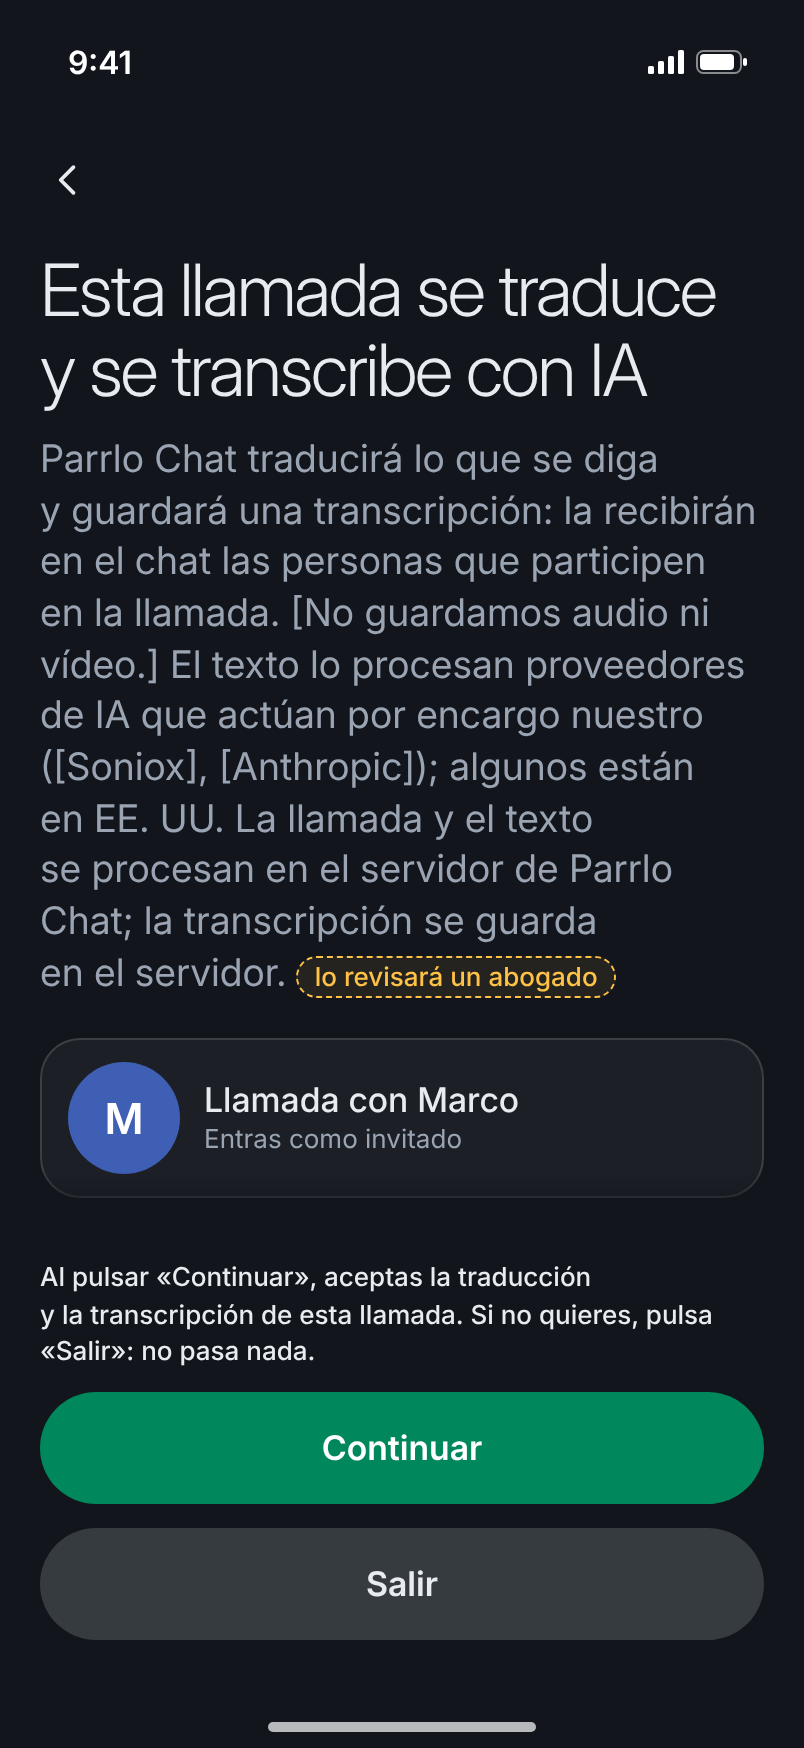 9:41
Esta llamada se traduce
y se transcribe con IA
Parrlo Chat traducirá lo que se diga
y guardará una transcripción: la recibirán
en el chat las personas que participen
en la llamada. [No guardamos audio ni
vídeo.] El texto lo procesan proveedores
de IA que actúan por encargo nuestro
([Soniox], [Anthropic]); algunos están
en EE. UU. La llamada y el texto
se procesan en el servidor de Parrlo
Chat; la transcripción se guarda
en el servidor. lo revisará un abogado
M
Llamada con Marco
Entras como invitado
Al pulsar «Continuar», aceptas la traducción
y la transcripción de esta llamada. Si no quieres, pulsa
«Salir»: no pasa nada.
Continuar
Salir